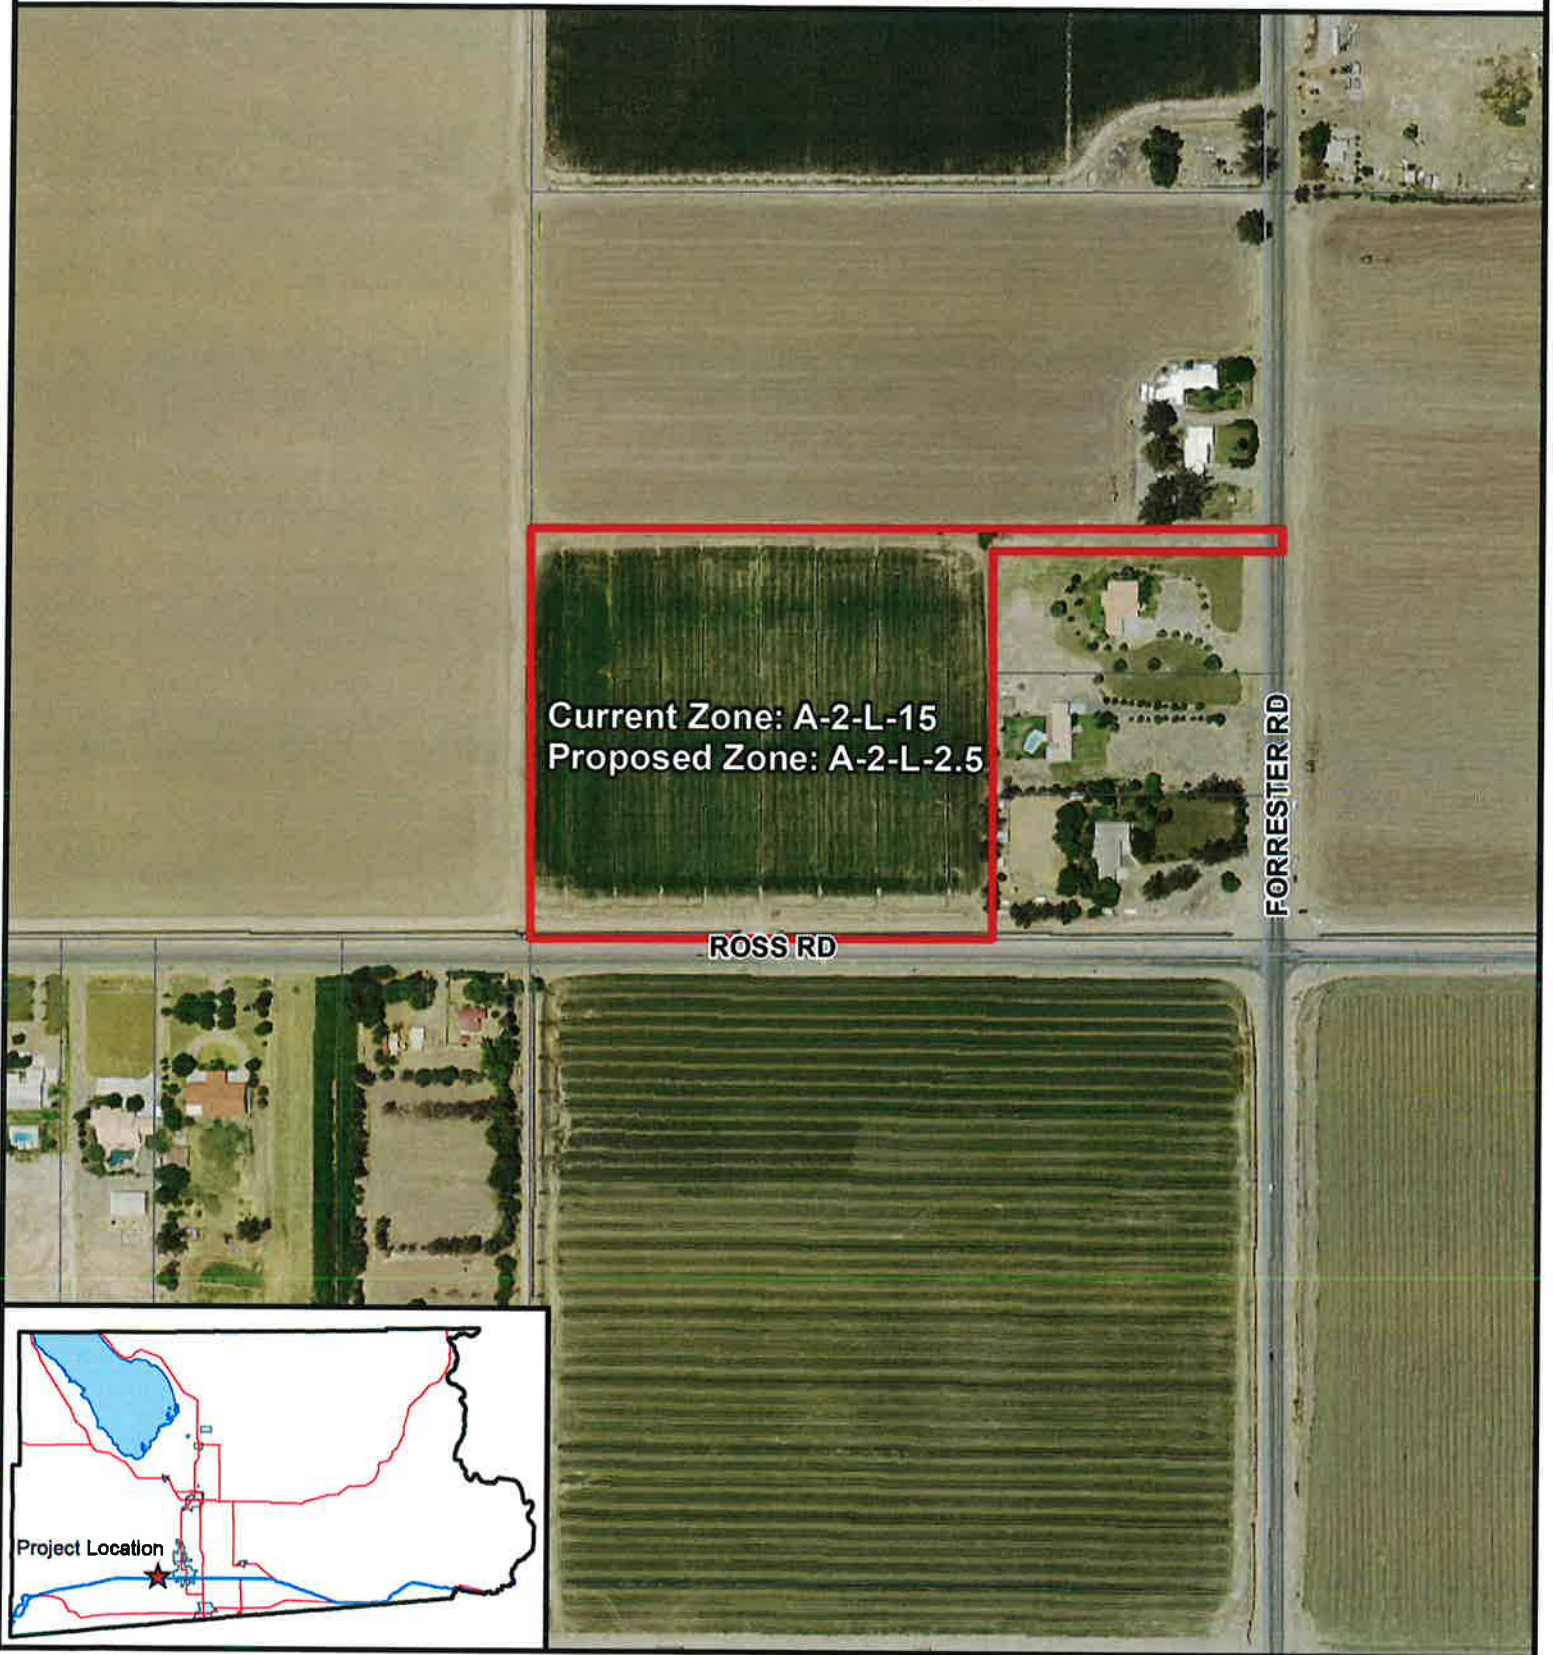 Current Zone: A-2-L-15
Proposed Zone: A-2-L-2.5
FORRESTER RD
ROSS RD
Project Location